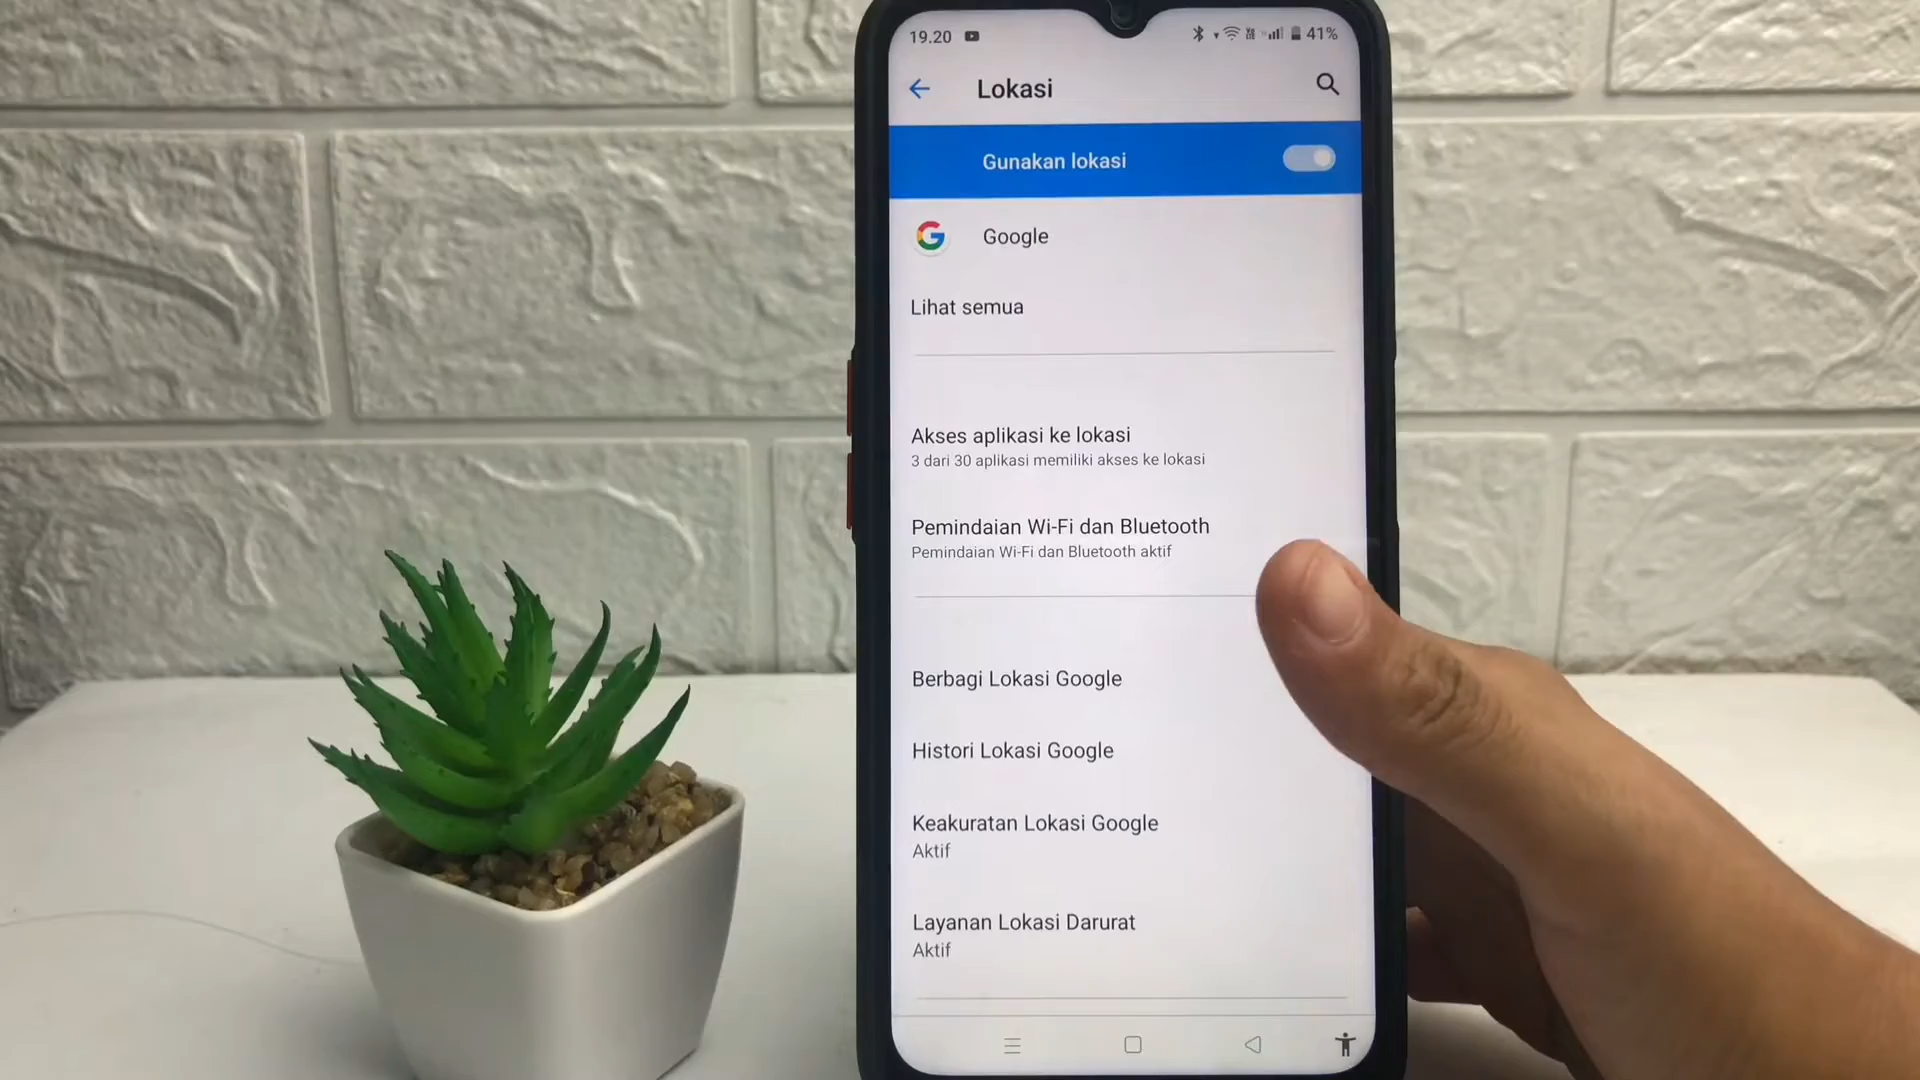 19.20
41%
Lokasi
Gunakan lokasi
Google
Lihat semua
Akses aplikasi ke lokasi
3 dari 30 aplikasi memiliki akses ke lokasi
Pemindaian Wi-Fi dan Bluetooth
Pemindaian Wi-Fi dan Bluetooth aktif
Berbagi Lokasi Google
Histori Lokasi Google
Keakuratan Lokasi Google
Aktif
Layanan Lokasi Darurat
Aktif